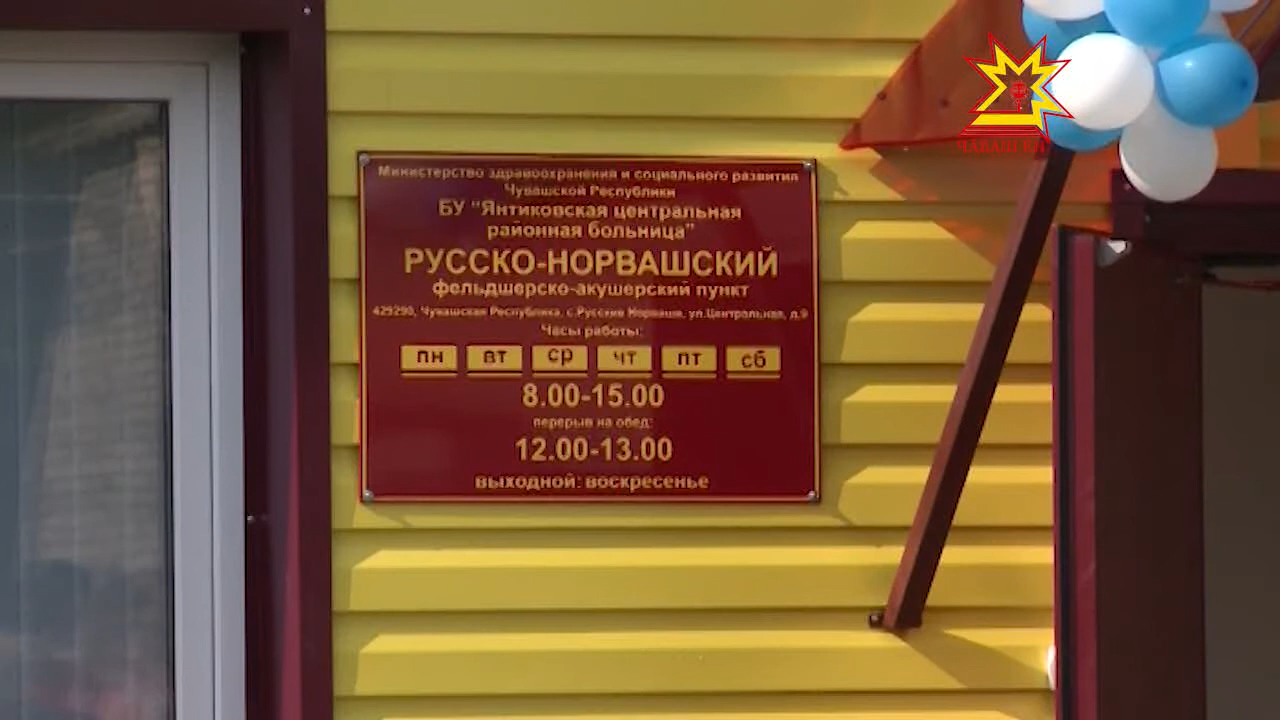 Министерство здравоохранения и социального развития
Чувашской Республики
БУ "Янтиковская центральная
районная больница"
РУССКО-НОРВАШСКИЙ
фельдшерско-акушерский пункт
429290, Чувашская Республика, с.Русские Норваши, ул.Центральная, д.9
Часы работы:
пн вт ср чт пт сб
8.00-15.00
перерыв на обед:
12.00-13.00
выходной: воскресенье